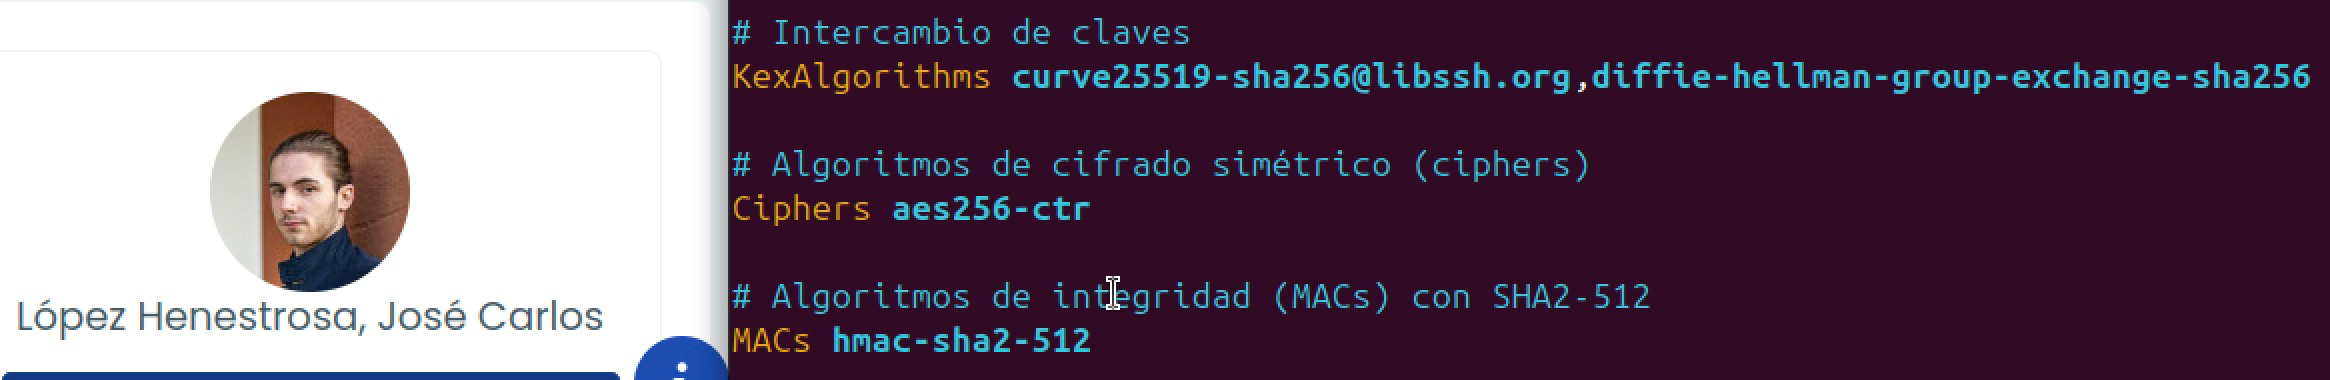 López Henestrosa, José Carlos
# Intercambio de claves
KexAlgorithms curve25519-sha256@libssh.org,diffie-hellman-group-exchange-sha256
# Algoritmos de cifrado simétrico (ciphers)
Ciphers aes256-ctr
# Algoritmos de integridad (MACs) con SHA2-512
MACs hmac-sha2-512